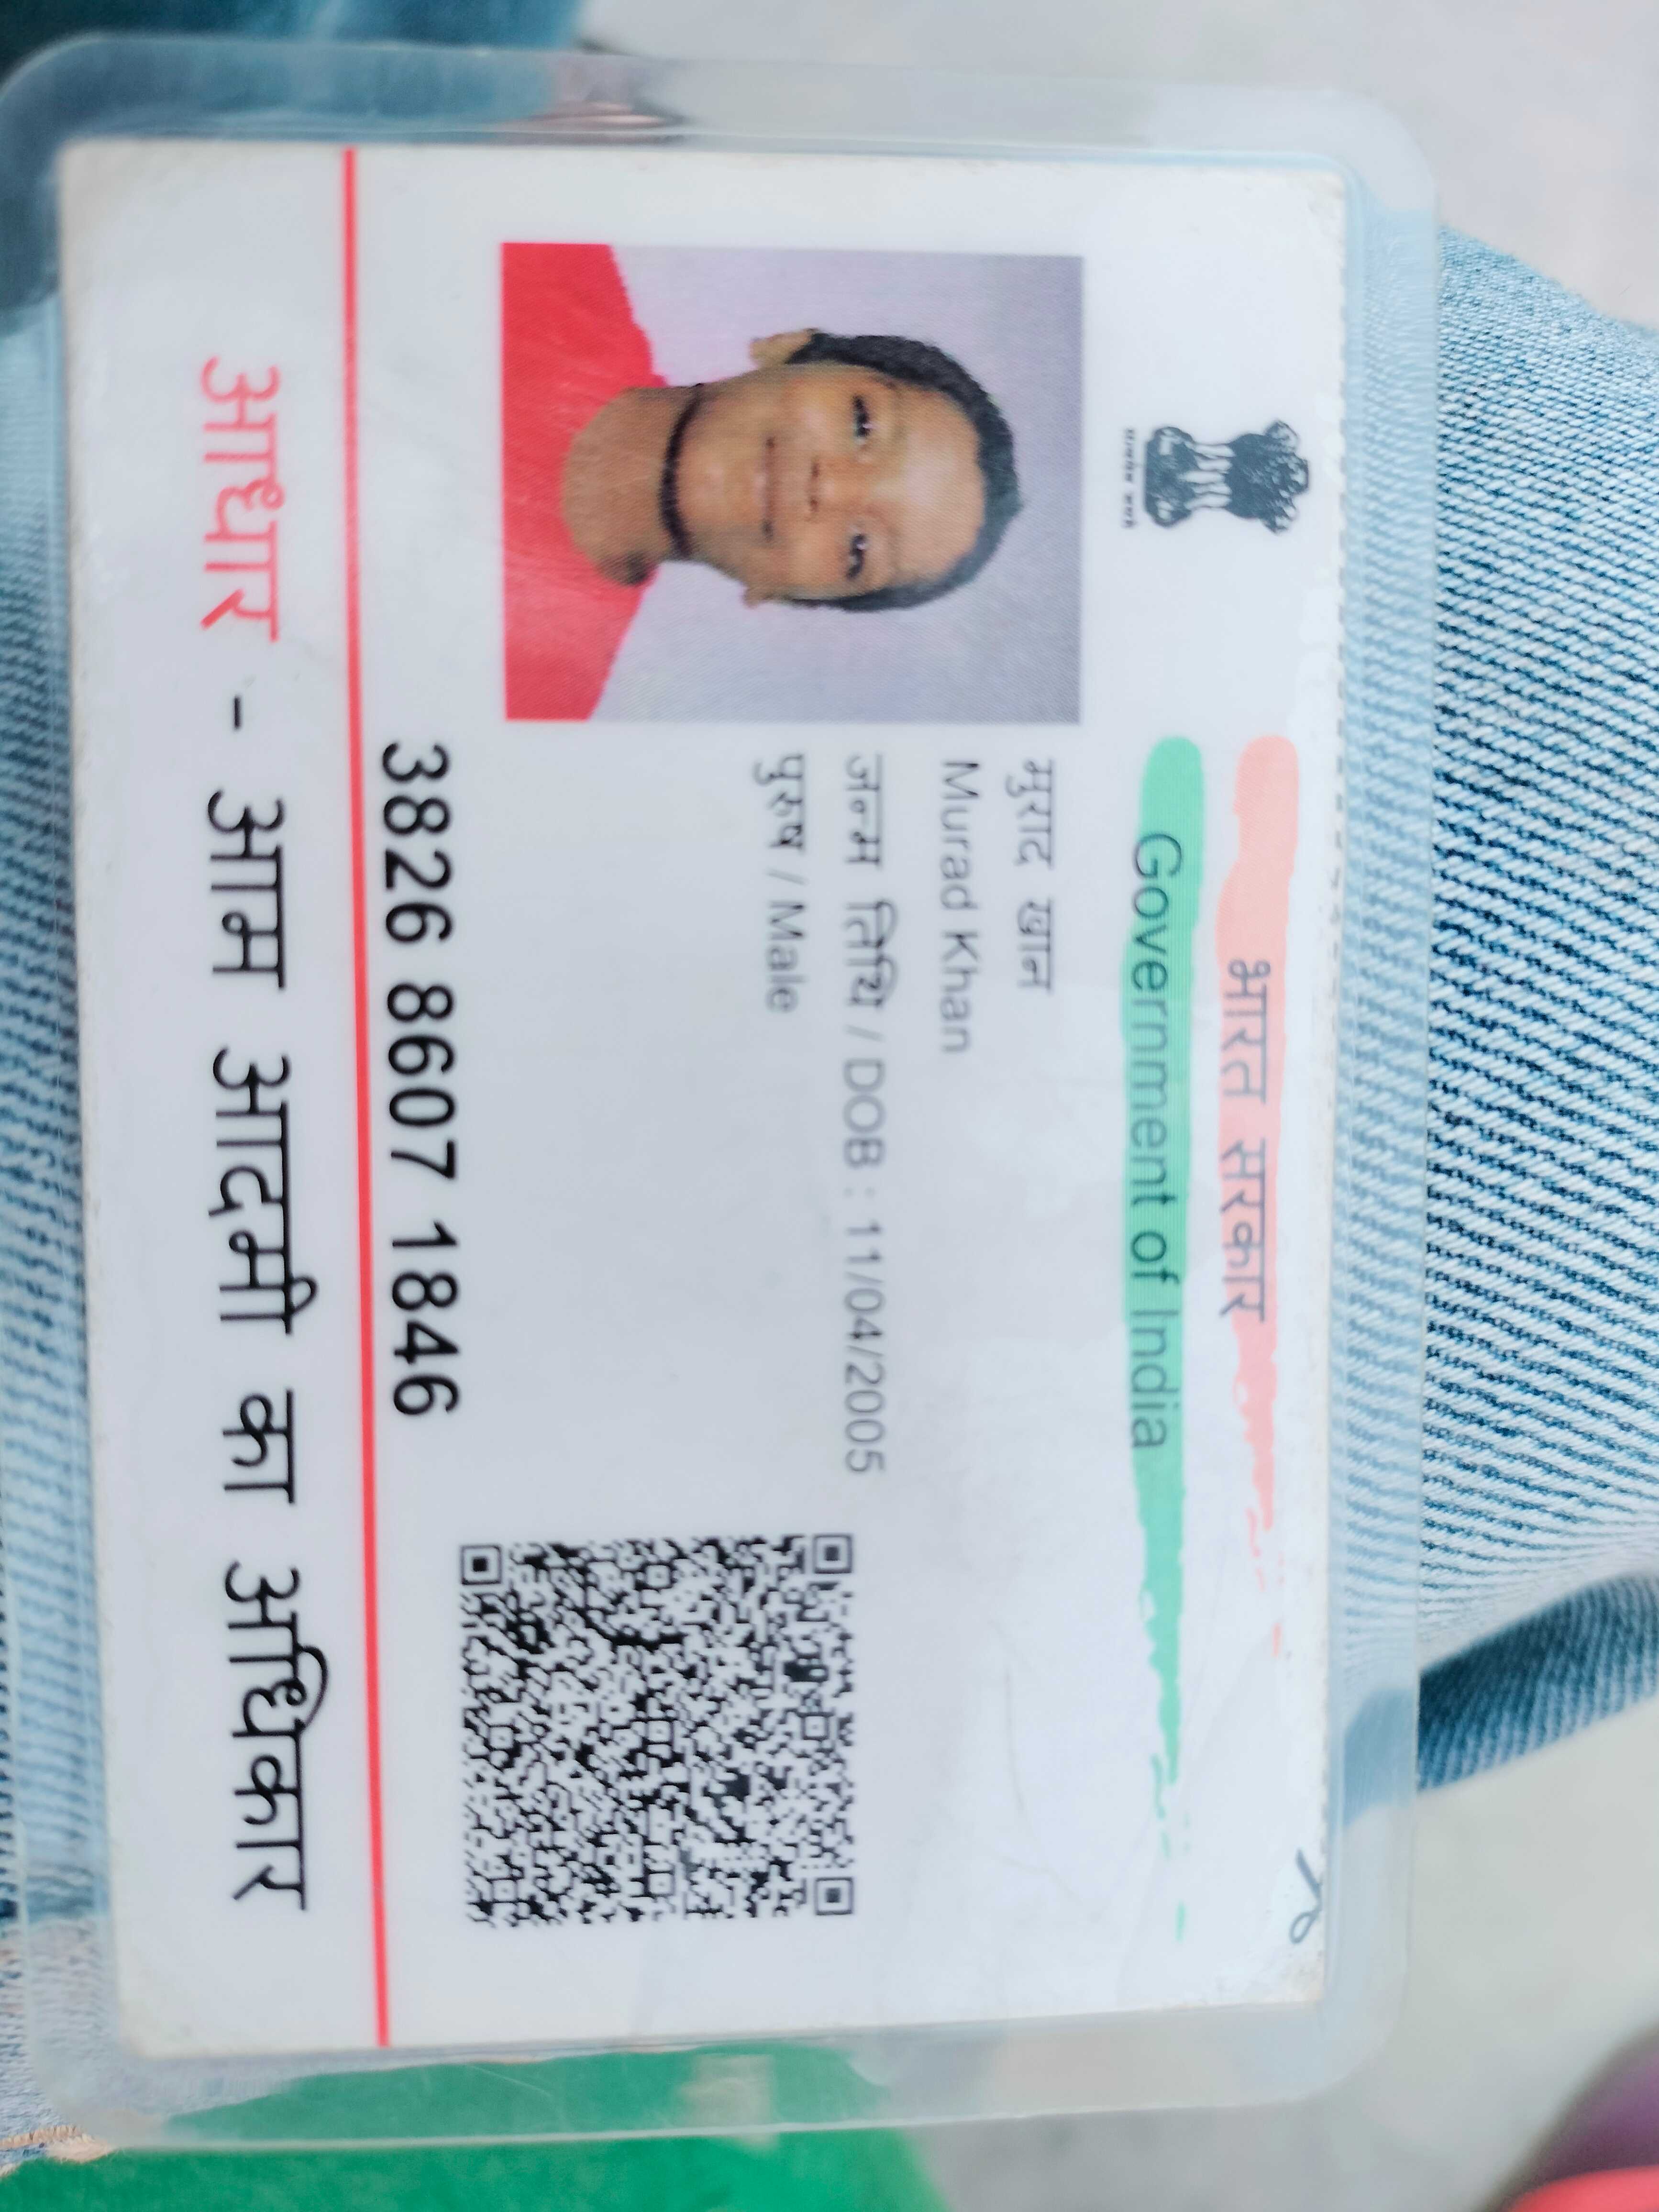 भारत सरकार
Government of India
मुराद खान
Murad Khan
जन्म तिथि / DOB : 11/04/2005
पुरुष / Male
3826 8607 1846
आधार - आम आदमी का अधिकार